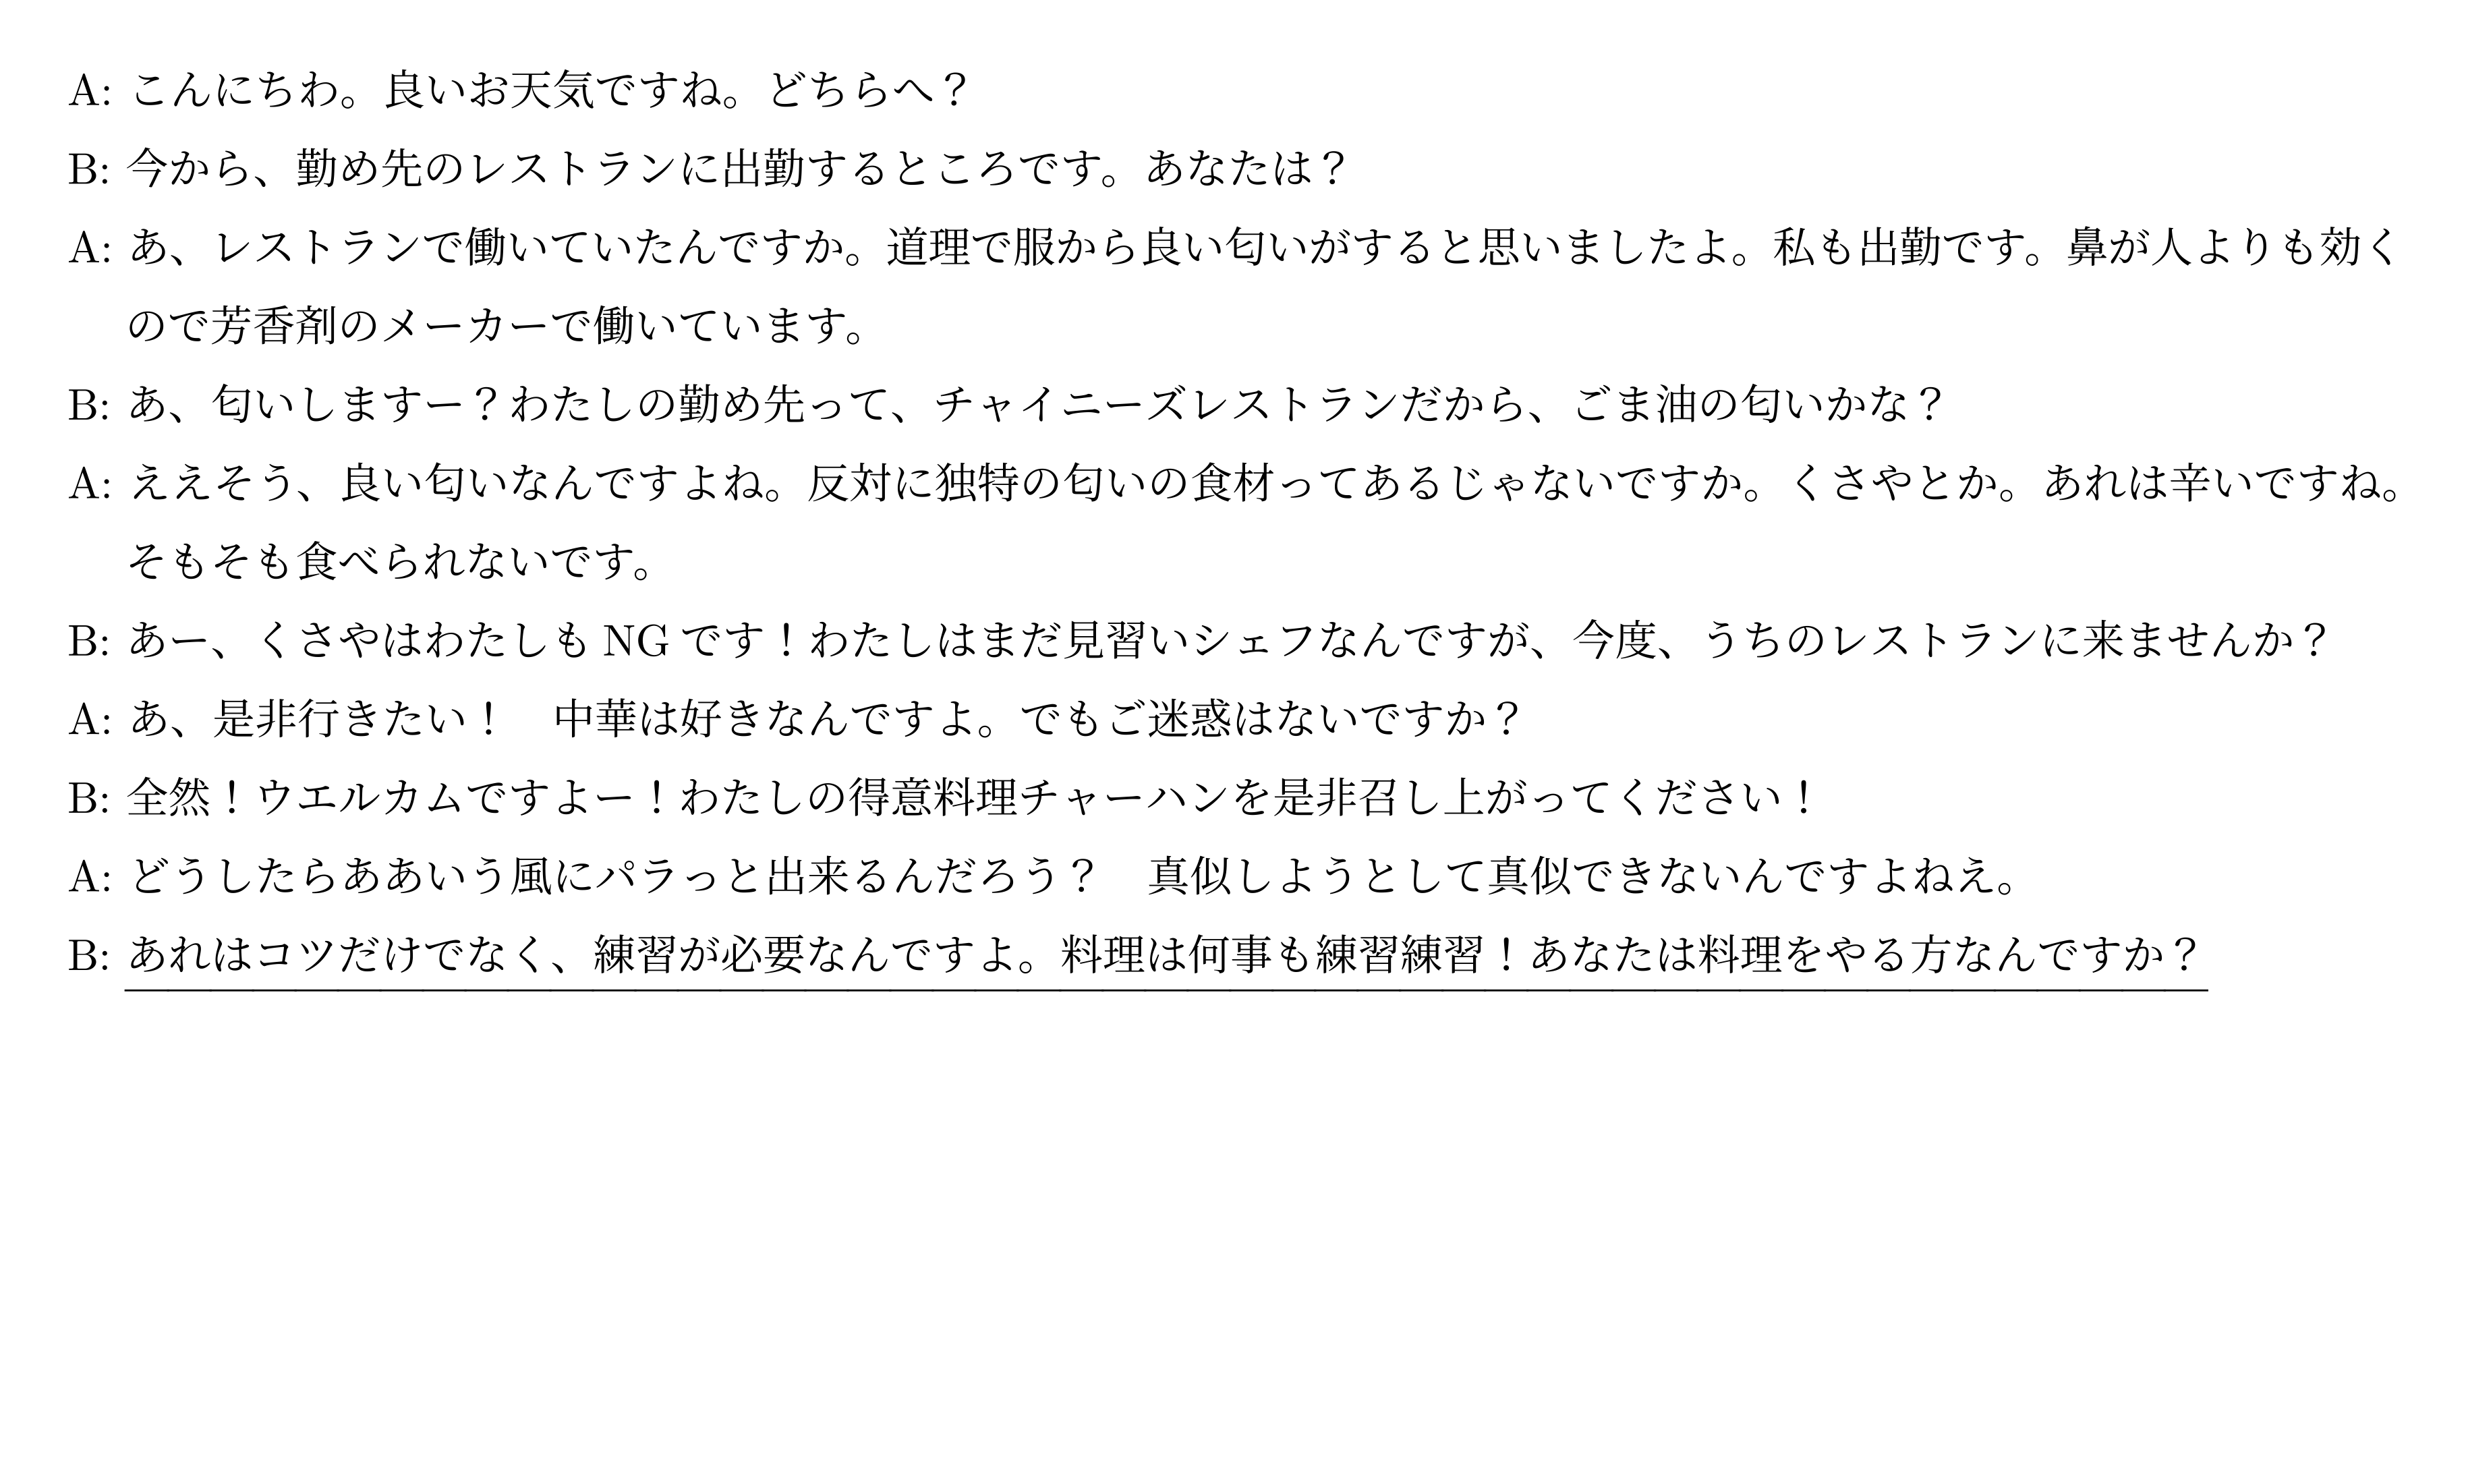 A: こんにちわ。良いお天気ですね。どちらへ？
B: 今から、勤め先のレストランに出勤するところです。あなたは？
A: あ、レストランで働いていたんですか。道理で服から良い匂いがすると思いましたよ。私も出勤です。鼻が人よりも効く
ので芳香剤のメーカーで働いています。
B: あ、匂いしますー？わたしの勤め先って、チャイニーズレストランだから、ごま油の匂いかな？
A: ええそう、良い匂いなんですよね。反対に独特の匂いの食材ってあるじゃないですか。くさやとか。あれは辛いですね。
そもそも食べられないです。
B: あー、くさやはわたしも NG です！わたしはまだ見習いシェフなんですが、今度、うちのレストランに来ませんか？
A: あ、是非行きたい！　中華は好きなんですよ。でもご迷惑はないですか？
B: 全然！ウエルカムですよー！わたしの得意料理チャーハンを是非召し上がってください！
A: どうしたらああいう風にパラっと出来るんだろう？　真似しようとして真似できないんですよねえ。
B: あれはコツだけでなく、練習が必要なんですよ。料理は何事も練習練習！あなたは料理をやる方なんですか？